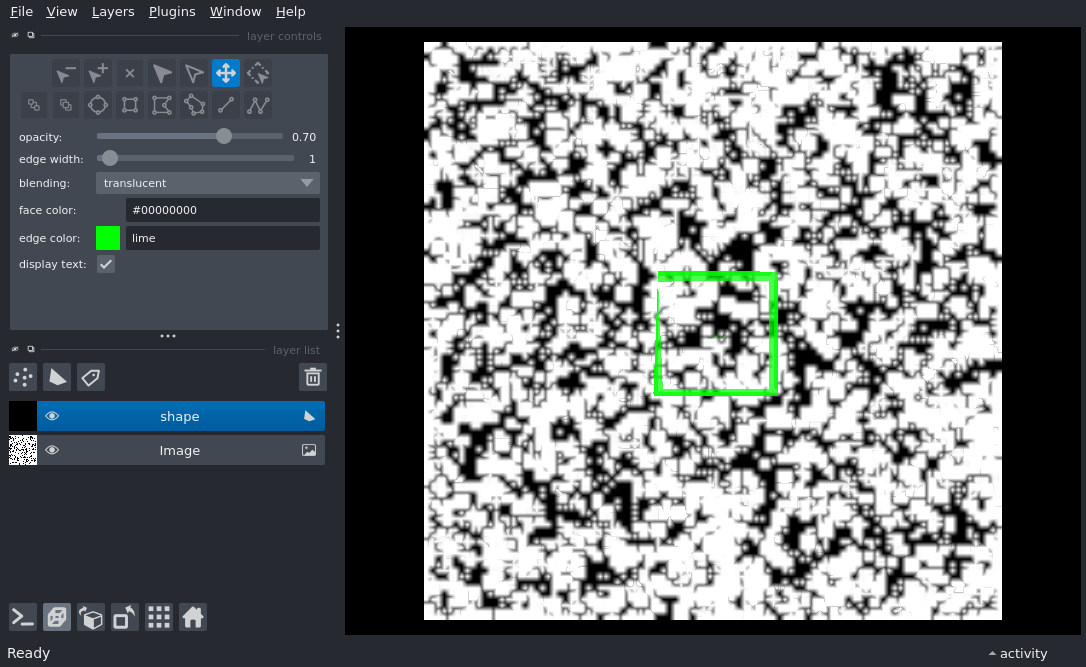 File View Layers Plugins Window Help
layer controls
opacity: 0.70
edge width: 1
blending: translucent
face color: #00000000
edge color: lime
display text:
layer list
shape
Image
Ready
activity